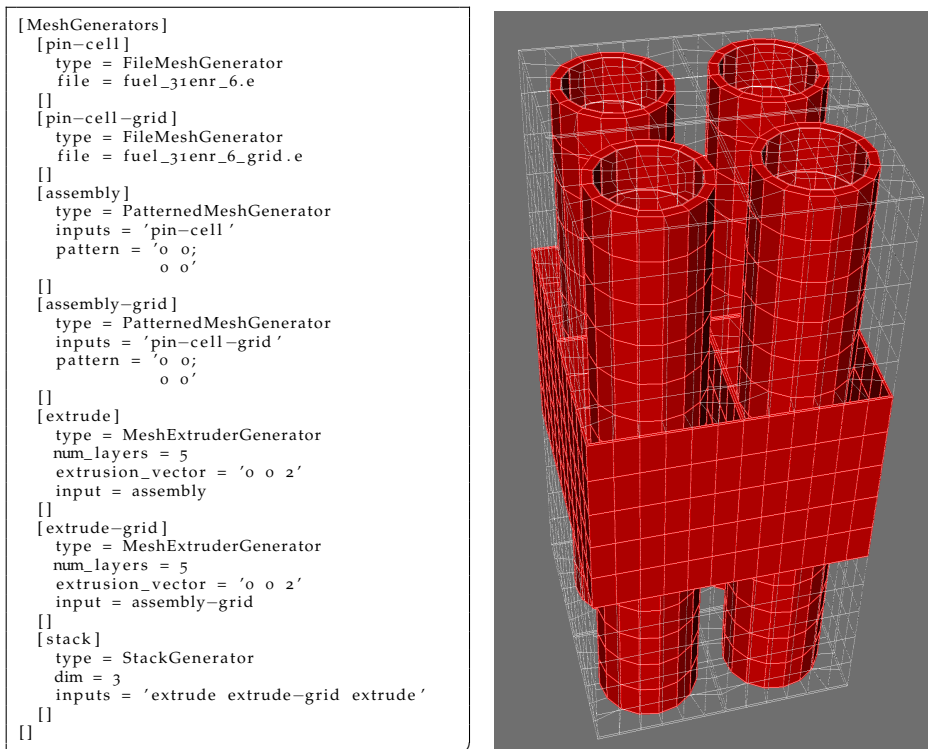 [MeshGenerators]
[pin−cell]
type = FileMeshGenerator
file = fuel_31enr_6.e
[]
[pin−cell−grid]
type = FileMeshGenerator
file = fuel_31enr_6_grid.e
[]
[assembly]
type = PatternedMeshGenerator
inputs = 'pin−cell'
pattern = '0 0;
0 0'
[]
[assembly−grid]
type = PatternedMeshGenerator
inputs = 'pin−cell−grid'
pattern = '0 0;
0 0'
[]
[extrude]
type = MeshExtruderGenerator
num_layers = 5
extrusion_vector = '0 0 2'
input = assembly
[]
[extrude−grid]
type = MeshExtruderGenerator
num_layers = 5
extrusion_vector = '0 0 2'
input = assembly−grid
[]
[stack]
type = StackGenerator
dim = 3
inputs = 'extrude extrude−grid extrude'
[]
[]